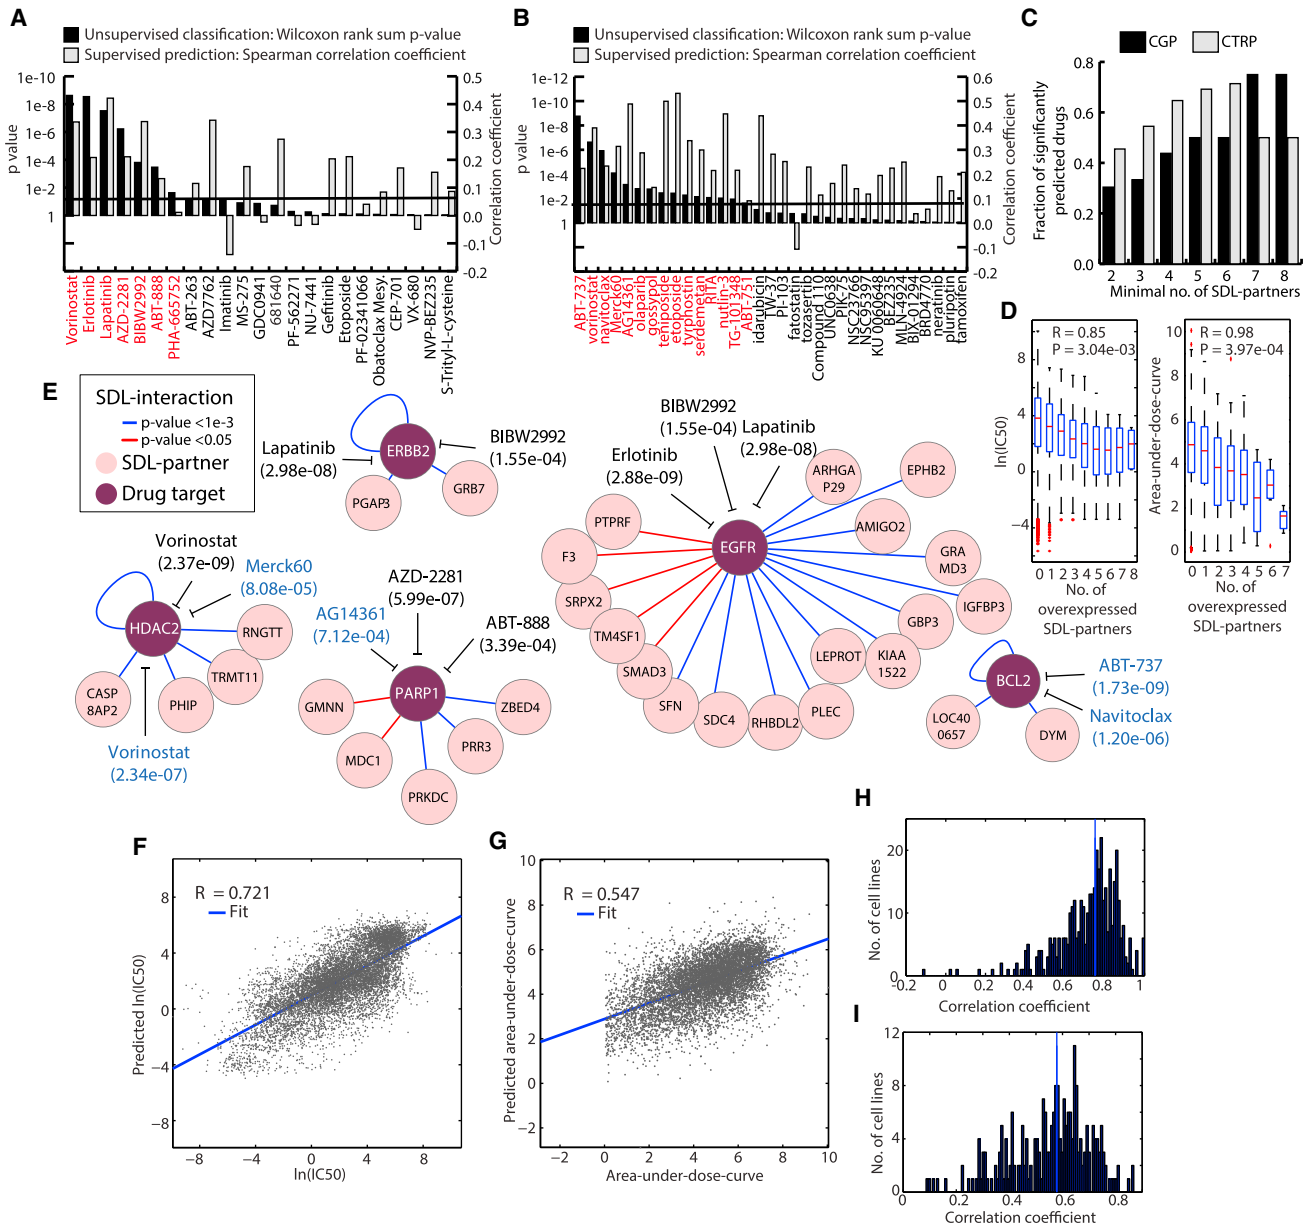 A
Unsupervised classification: Wilcoxon rank sum p-value
Supervised prediction: Spearman correlation coefficient
1e-10
1e-8
1e-6
1e-4
1e-2
1
p value
0.5
0.4
0.3
0.2
0.1
0.0
-0.1
-0.2
Correlation coefficient
Vorinostat
Erlotinib
Lapatinib
AZD-2281
BIBW2992
ABT-888
PHA-665752
ABT-263
AZD7762
Imatinib
MS-275
GDC0941
681640
PF-562271
NU-7441
Gefitinib
Etoposide
PF-02341066
Obatoclax Mesy.
CEP-701
VX-680
NVP-BEZ235
S-Trityl-L-cysteine
B
Unsupervised classification: Wilcoxon rank sum p-value
Supervised prediction: Spearman correlation coefficient
1e-12
1e-10
1e-8
1e-6
1e-4
1e-2
1
p value
0.6
0.5
0.4
0.3
0.2
0.1
0.0
-0.1
-0.2
Correlation coefficient
ABT-737
vorinostat
navitoclax
Merck60
AG14361
olaparib
gossypol
teniposide
etoposide
tyrphostin
serdemetan
RITA
nutlin-3
TG-101348
ABT-751
idarubicin
TW-37
PI-103
fatostatin
tozasertib
Compound 110
UNC0638
PIK-93
NSC23766
NSC95397
KU 0060648
BEZ235
MLN-4924
BIX-01294
BRD04770
neratinib
pluripotin
tamoxifen
C
CGP
CTRP
0.8
0.6
0.4
0.2
0.0
Fraction of significantly
predicted drugs
2 3 4 5 6 7 8
Minimal no. of SDL-partners
D
R = 0.85
P = 3.04e-03
8
4
0
−4
ln(IC50)
0 1 2 3 4 5 6 7 8
No. of
overexpressed
SDL-partners
R = 0.98
P = 3.97e-04
10
8
6
4
2
0
Area-under-dose-curve
0 1 2 3 4 5 6 7
No. of
overexpressed
SDL-partners
E
SDL-interaction
p-value <1e-3
p-value <0.05
SDL-partner
Drug target
Lapatinib
(2.98e-08)
ERBB2
BIBW2992
(1.55e-04)
PGAP3
GRB7
Vorinostat
(2.37e-09)
Merck60
(8.08e-05)
HDAC2
RNGTT
TRMT11
PHIP
CASP
8AP2
Vorinostat
(2.34e-07)
AZD-2281
(5.99e-07)
AG14361
(7.12e-04)
ABT-888
(3.39e-04)
PARP1
GMNN
MDC1
PRKDC
PRR3
ZBED4
BIBW2992
(1.55e-04)
Erlotinib
(2.88e-09)
Lapatinib
(2.98e-08)
EGFR
ARHGA
P29
EPHB2
AMIGO2
GRA
MD3
IGFBP3
GBP3
KIAA
1522
LEPROT
PLEC
RHBDL2
SDC4
SFN
SMAD3
TM4SF1
SRPX2
F3
PTPRF
BCL2
LOC40
0657
DYM
ABT-737
(1.73e-09)
Navitoclax
(1.20e-06)
F
R = 0.721
Fit
8
4
0
−4
−8
Predicted ln(IC50)
−8 −4 0 4 8
ln(IC50)
G
R = 0.547
Fit
10
8
6
4
2
0
−2
Predicted area-under-dose-curve
−2 0 2 4 6 8 10
Area-under-dose-curve
H
20
10
0
No. of cell lines
0.2 0 0.2 0.4 0.6 0.8 1
Correlation coefficient
I
12
8
4
0
No. of cell lines
0 0.2 0.4 0.6 0.8
Correlation coefficient